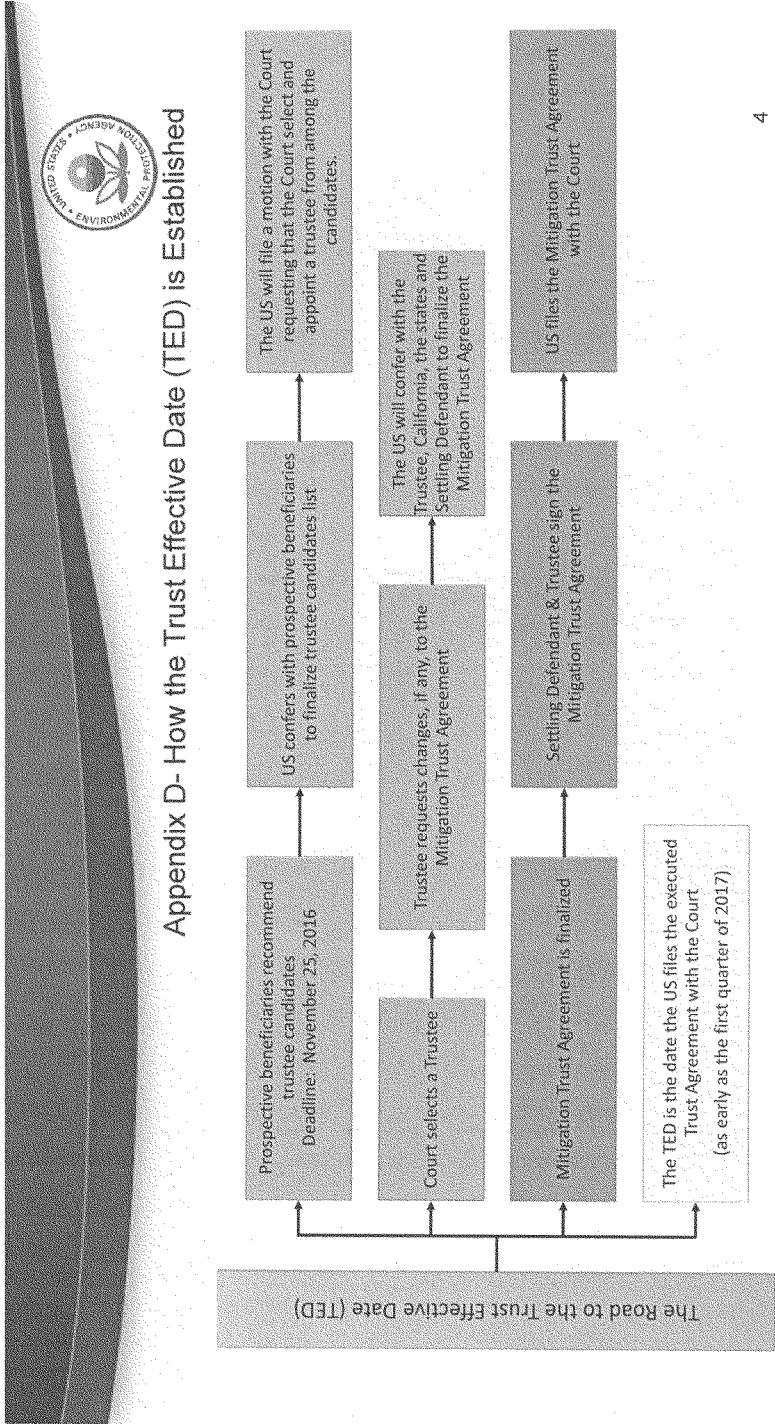 UNITED STATES • ENVIRONMENTAL PROTECTION AGENCY •
Appendix D- How the Trust Effective Date (TED) is Established
The Road to the Trust Effective Date (TED)
Prospective beneficiaries recommend
trustee candidates
Deadline: November 25, 2016
US confers with prospective beneficiaries
to finalize trustee candidates list
The US will file a motion with the Court
requesting that the Court select and
appoint a trustee from among the
candidates.
Court selects a Trustee
Trustee requests changes, if any, to the
Mitigation Trust Agreement
The US will confer with the
Trustee, California, the states and
Settling Defendant to finalize the
Mitigation Trust Agreement
Mitigation Trust Agreement is finalized
Settling Defendant & Trustee sign the
Mitigation Trust Agreement
US files the Mitigation Trust Agreement
with the Court
The TED is the date the US files the executed
Trust Agreement with the Court
(as early as the first quarter of 2017)
4